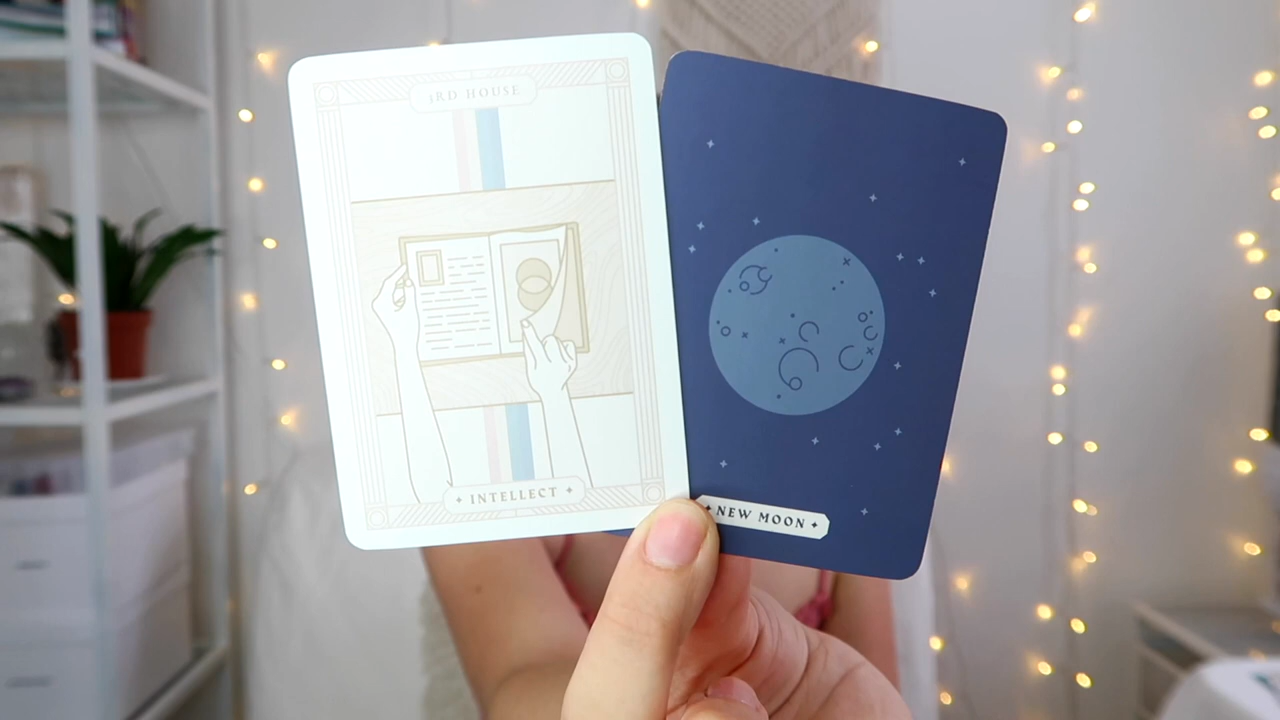 3RD HOUSE
✦ INTELLECT ✦
✦ NEW MOON ✦